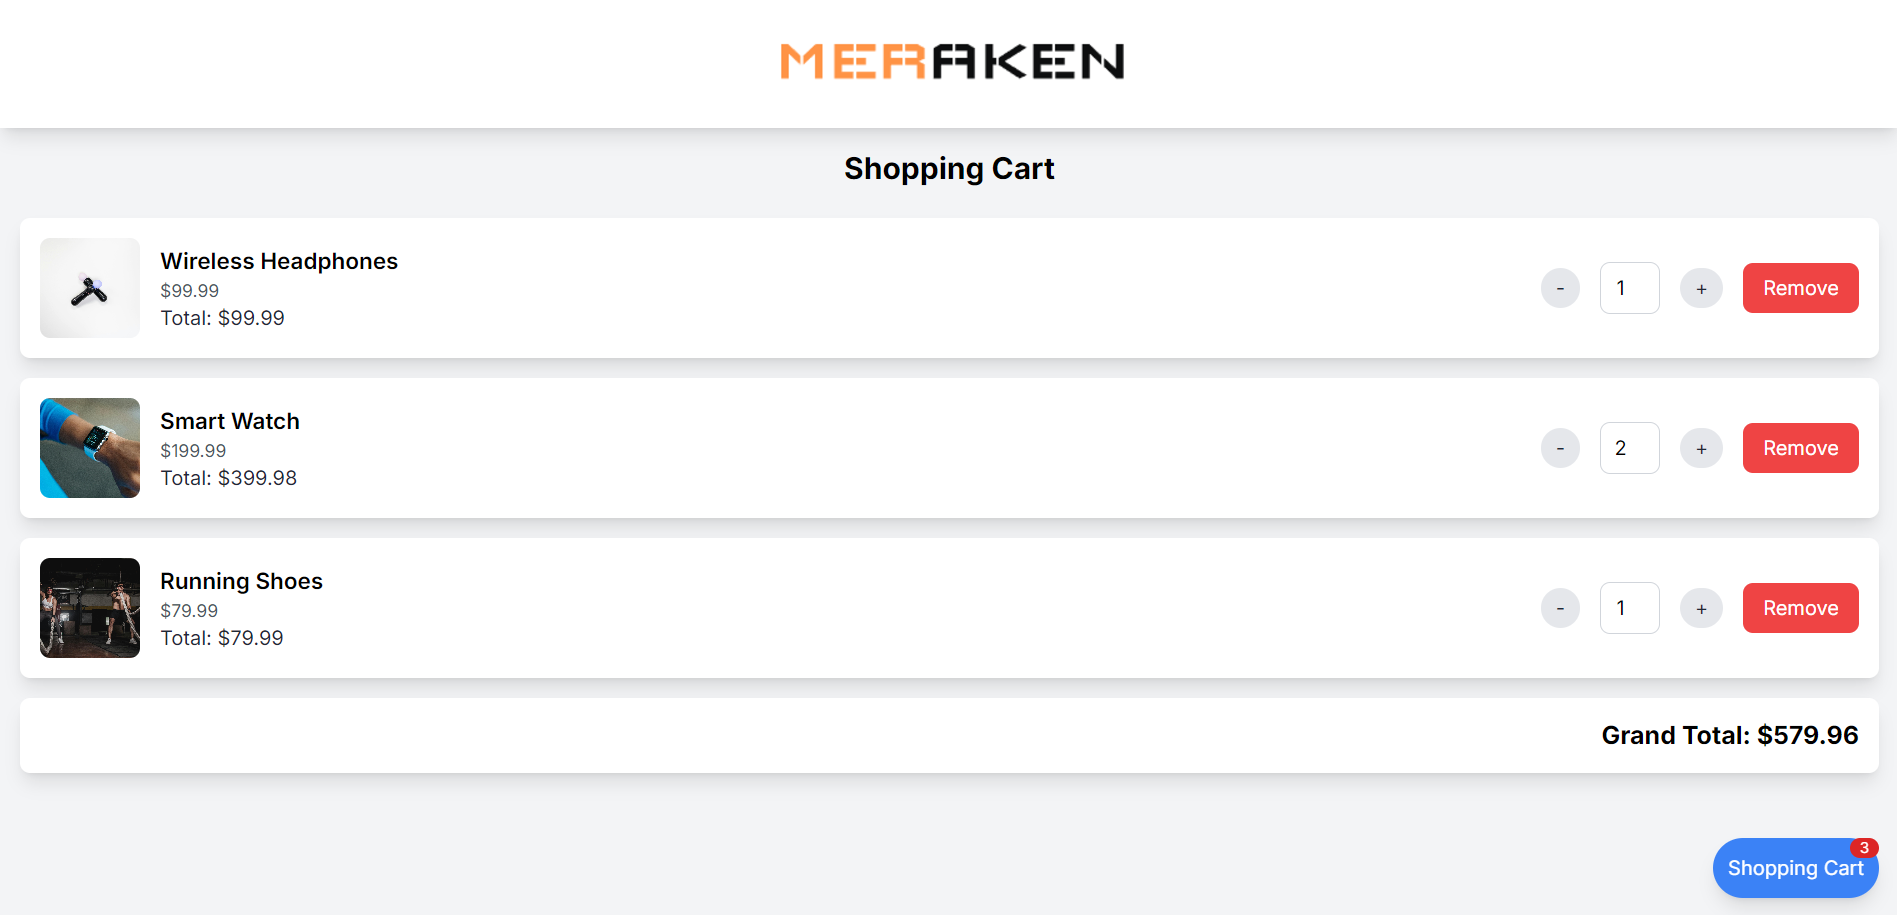 MERAKEN
Shopping Cart
Wireless Headphones
$99.99
Total: $99.99
- 1 + Remove
Smart Watch
$199.99
Total: $399.98
- 2 + Remove
Running Shoes
$79.99
Total: $79.99
- 1 + Remove
Grand Total: $579.96
3
Shopping Cart